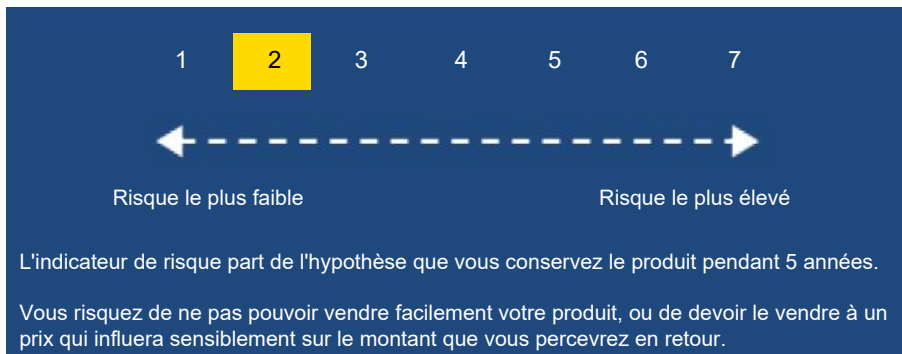 1 2 3 4 5 6 7
Risque le plus faible Risque le plus élevé
L'indicateur de risque part de l'hypothèse que vous conservez le produit pendant 5 années.
Vous risquez de ne pas pouvoir vendre facilement votre produit, ou de devoir le vendre à un
prix qui influera sensiblement sur le montant que vous percevrez en retour.